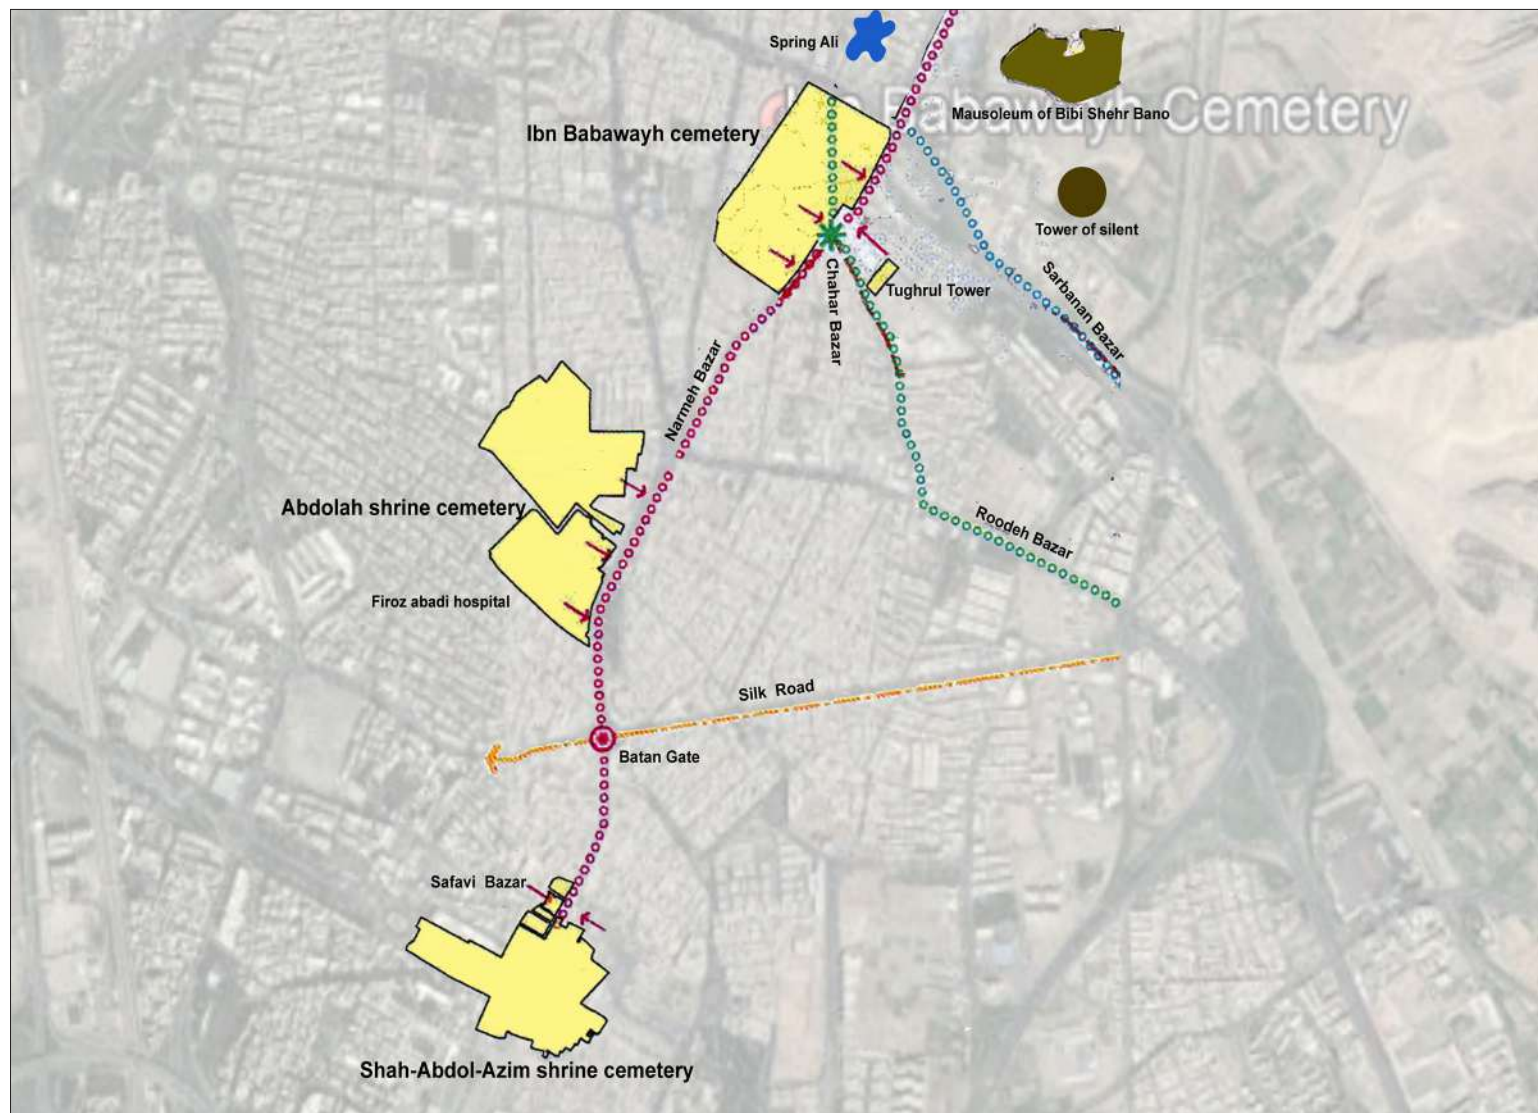 Spring Ali
Ibn Babawayh Cemetery
Mausoleum of Bibi Shehr Bano
Ibn Babawayh cemetery
Tower of silent
Sarbanan Bazar
Chahar Bazar
Tughrul Tower
Narmeh Bazar
Abdolah shrine cemetery
Roodeh Bazar
Firoz abadi hospital
Silk Road
Batan Gate
Safavi Bazar
Shah-Abdol-Azim shrine cemetery